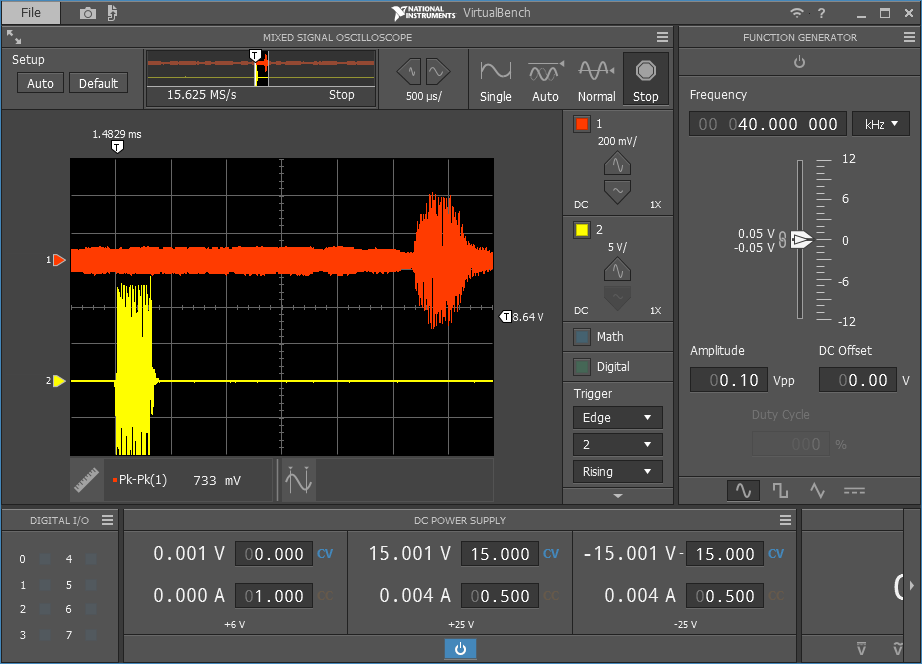 File
NATIONAL INSTRUMENTS VirtualBench
?
MIXED SIGNAL OSCILLOSCOPE
FUNCTION GENERATOR
Setup
Auto
Default
T
15.625 MS/s
Stop
500 µs/
Single
Auto
Normal
Stop
Frequency
00 040.000 000
kHz
1.4829 ms
T
1
200 mV/
DC
1X
2
5 V/
DC
1X
1
2
T 8.64 V
12
6
0
-6
-12
0.05 V
-0.05 V
Math
Digital
Trigger
Edge
2
Rising
Amplitude
DC Offset
00.10 Vpp
00.00 V
Duty Cycle
000 %
Pk-Pk(1) 733 mV
DIGITAL I/O
DC POWER SUPPLY
0 4
1 5
2 6
3 7
0.001 V 00.000 CV
0.000 A 01.000 CC
+6 V
15.001 V 15.000 CV
0.004 A 00.500 CC
+25 V
-15.001 V - 15.000 CV
0.004 A 00.500 CC
-25 V
V
V